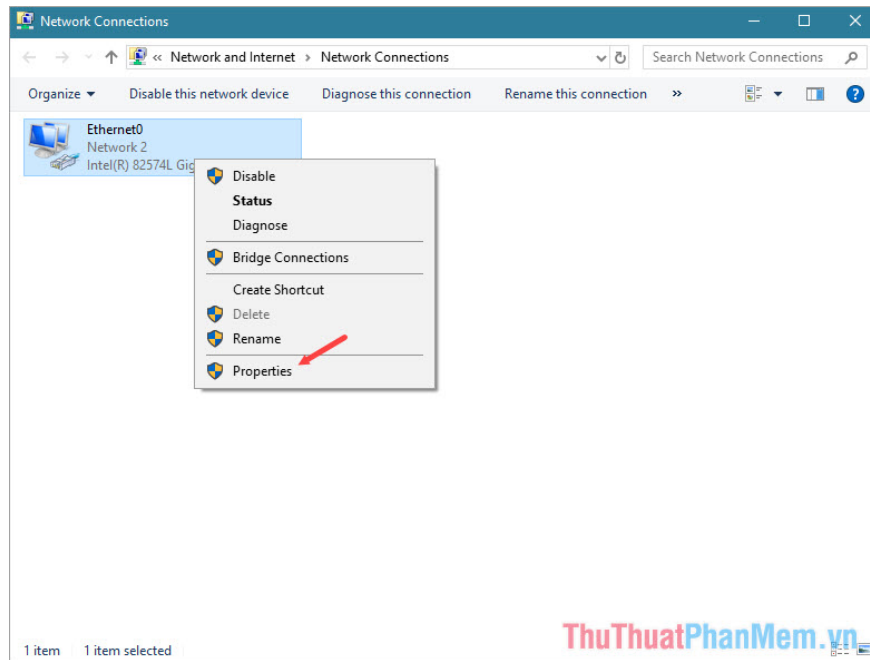 Network Connections
« Network and Internet › Network Connections
Search Network Connections
Organize Disable this network device Diagnose this connection Rename this connection »
?
Ethernet0
Network 2
Intel(R) 82574L Gig
Disable
Status
Diagnose
Bridge Connections
Create Shortcut
Delete
Rename
Properties
ThuThuatPhanMem.vn
1 item 1 item selected